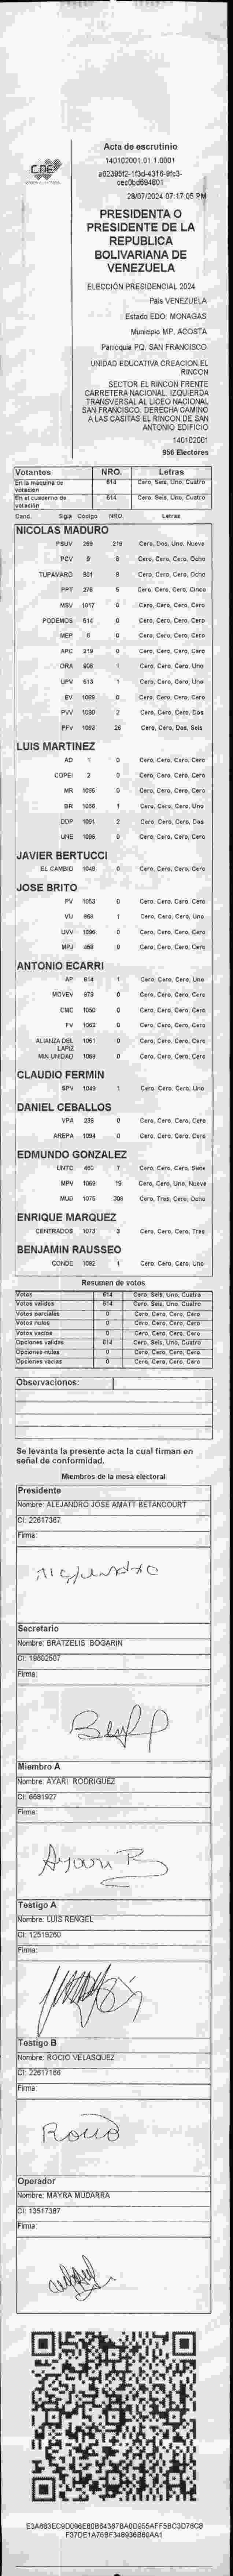 CNE
Acta de escrutinio
140102001.01.1.0001
28/07/2024 07:17:05 PM
PRESIDENTA O
PRESIDENTE DE LA
REPUBLICA
BOLIVARIANA DE
VENEZUELA
ELECCIÓN PRESIDENCIAL 2024
País VENEZUELA
Estado EDO. MONAGAS
Municipio MP. ACOSTA
Parroquia PQ. SAN FRANCISCO
UNIDAD EDUCATIVA CREACION EL
RINCON
SECTOR EL RINCON FRENTE
CARRETERA NACIONAL. IZQUIERDA
TRANSVERSAL AL LICEO NACIONAL
SAN FRANCISCO. DERECHA CAMINO
A LAS CASITAS EL RINCON DE SAN
ANTONIO EDIFICIO
140102001
956 Electores
Votantes NRO. Letras
En la máquina de votación 614 Cero, Seis, Uno, Cuatro
En el cuaderno de votación 614 Cero, Seis, Uno, Cuatro
Cand. Sigla Código NRO. Letras
NICOLAS MADURO
PSUV 269 219 Cero, Dos, Uno, Nueve
PCV 9 8 Cero, Cero, Cero, Ocho
TUPAMARO 931 8 Cero, Cero, Cero, Ocho
PPT 278 5 Cero, Cero, Cero, Cinco
MSV 1017 0 Cero, Cero, Cero, Cero
PODEMOS 514 0 Cero, Cero, Cero, Cero
MEP 6 0 Cero, Cero, Cero, Cero
APC 219 0 Cero, Cero, Cero, Cero
ORA 906 1 Cero, Cero, Cero, Uno
UPV 513 1 Cero, Cero, Cero, Uno
EV 1089 0 Cero, Cero, Cero, Cero
PVV 1090 2 Cero, Cero, Cero, Dos
PFV 1093 26 Cero, Cero, Dos, Seis
LUIS MARTINEZ
AD 1 0 Cero, Cero, Cero, Cero
COPEI 2 0 Cero, Cero, Cero, Cero
MR 1065 0 Cero, Cero, Cero, Cero
BR 1066 1 Cero, Cero, Cero, Uno
DDP 1091 2 Cero, Cero, Cero, Dos
UNE 1096 0 Cero, Cero, Cero, Cero
JAVIER BERTUCCI
EL CAMBIO 1048 0 Cero, Cero, Cero, Cero
JOSE BRITO
PV 1053 0 Cero, Cero, Cero, Cero
VU 868 1 Cero, Cero, Cero, Uno
UVV 0 Cero, Cero, Cero, Cero
MPJ 458 0 Cero, Cero, Cero, Cero
ANTONIO ECARRI
AP 614 1 Cero, Cero, Cero, Uno
MOVEV 0 Cero, Cero, Cero, Cero
CMC 1050 0 Cero, Cero, Cero, Cero
FV 1062 0 Cero, Cero, Cero, Cero
ALIANZA DEL LAPIZ 1061 0 Cero, Cero, Cero, Cero
MIN UNIDAD 1068 0 Cero, Cero, Cero, Cero
CLAUDIO FERMIN
SPV 1049 1 Cero, Cero, Cero, Uno
DANIEL CEBALLOS
VPA 236 0 Cero, Cero, Cero, Cero
AREPA 1094 0 Cero, Cero, Cero, Cero
EDMUNDO GONZALEZ
UNTC 460 7 Cero, Cero, Cero, Siete
MPV 1069 19 Cero, Cero, Uno, Nueve
MUD 1075 308 Cero, Tres, Cero, Ocho
ENRIQUE MARQUEZ
CENTRADOS 1073 3 Cero, Cero, Cero, Tres
BENJAMIN RAUSSEO
CONDE 1092 1 Cero, Cero, Cero, Uno
Resumen de votos
Votos 614 Cero, Seis, Uno, Cuatro
Votos validos 614 Cero, Seis, Uno, Cuatro
Votos parciales 0 Cero, Cero, Cero, Cero
Votos nulos 0 Cero, Cero, Cero, Cero
Votos vacíos 0 Cero, Cero, Cero, Cero
Opciones validas 614 Cero, Seis, Uno, Cuatro
Opciones nulas 0 Cero, Cero, Cero, Cero
Opciones vacías 0 Cero, Cero, Cero, Cero
Observaciones:
Se levanta la presente acta la cual firman en
señal de conformidad.
Miembros de la mesa electoral
Presidente
Nombre: ALEJANDRO JOSE AMATT BETANCOURT
CI: 22617367
Firma:
Alejandro
Secretario
Nombre: BRATZELIS BOGARIN
CI: 19802507
Firma:
Miembro A
Nombre: AYARI RODRIGUEZ
CI: 6681927
Firma:
Ayari R
Testigo A
Nombre: LUIS RENGEL
CI: 12519260
Firma:
Testigo B
Nombre: ROCIO VELASQUEZ
CI: 22617166
Firma:
Rocio
Operador
Nombre: MAYRA MUDARRA
CI: 13517387
Firma: